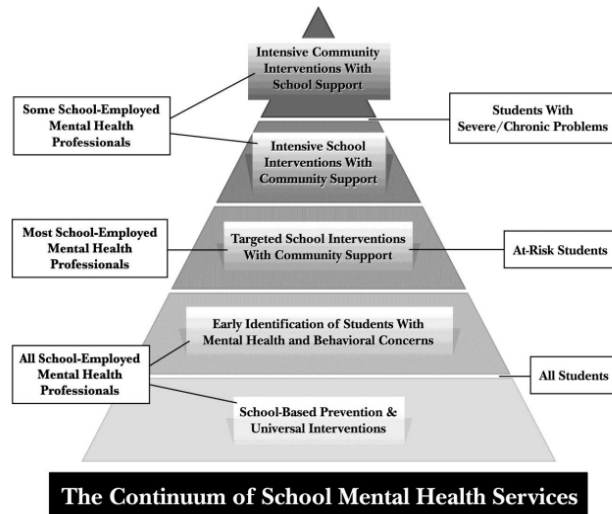 Intensive Community
Interventions With
School Support
Some School-Employed
Mental Health
Professionals
Students With
Severe/Chronic Problems
Intensive School
Interventions With
Community Support
Most School-Employed
Mental Health
Professionals
Targeted School Interventions
With Community Support
At-Risk Students
Early Identification of Students With
Mental Health and Behavioral Concerns
All School-Employed
Mental Health
Professionals
All Students
School-Based Prevention &
Universal Interventions
The Continuum of School Mental Health Services